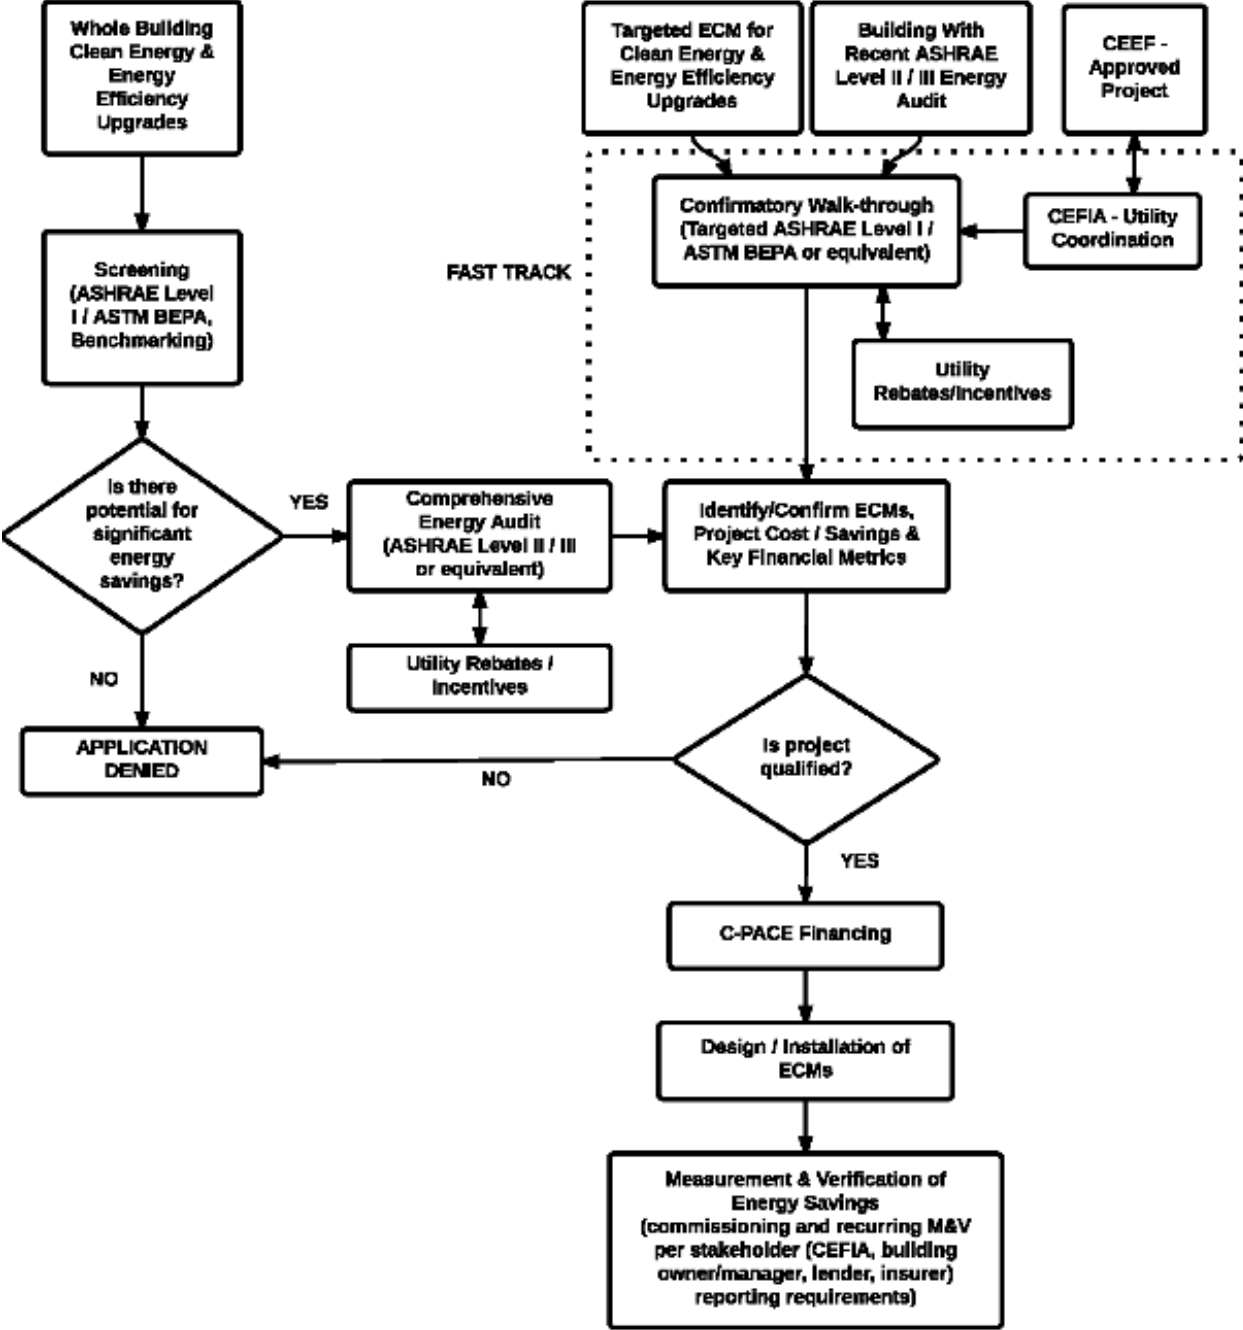 Whole Building
Clean Energy &
Energy
Efficiency
Upgrades
Targeted ECM for
Clean Energy &
Energy Efficiency
Upgrades
Building With
Recent ASHRAE
Level II / III Energy
Audit
CEEF -
Approved
Project
Confirmatory Walk-through
(Targeted ASHRAE Level I /
ASTM BEPA or equivalent)
CEFIA - Utility
Coordination
FAST TRACK
Screening
(ASHRAE Level
I / ASTM BEPA,
Benchmarking)
Utility
Rebates/Incentives
Is there
potential for
significant
energy
savings?
YES
Comprehensive
Energy Audit
(ASHRAE Level II / III
or equivalent)
Identify/Confirm ECMs,
Project Cost / Savings &
Key Financial Metrics
Utility Rebates /
Incentives
NO
APPLICATION
DENIED
NO
Is project
qualified?
YES
C-PACE Financing
Design / Installation of
ECMs
Measurement & Verification of
Energy Savings
(commissioning and recurring M&V
per stakeholder (CEFIA, building
owner/manager, lender, insurer)
reporting requirements)